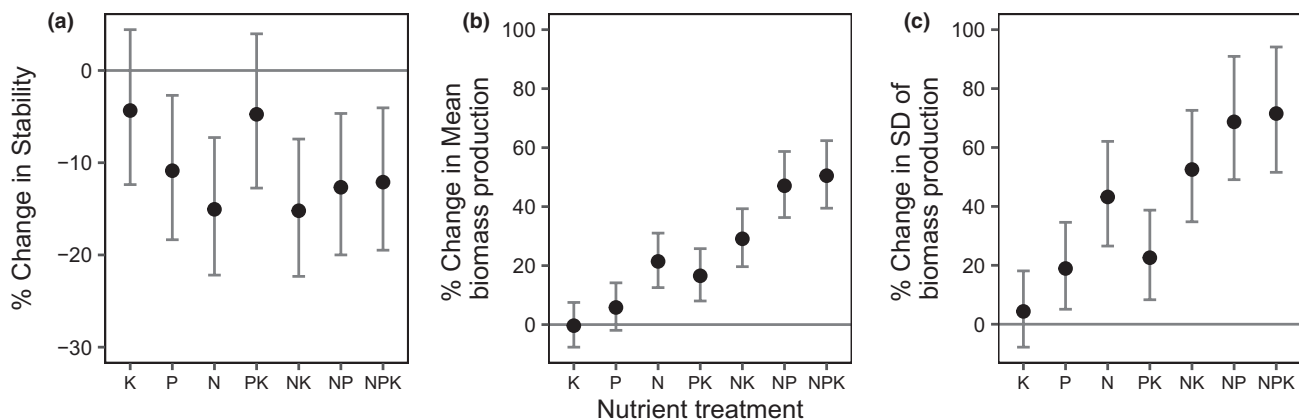 (a)
% Change in Stability
0
−10
−20
−30
K P N PK NK NP NPK
(b)
% Change in Mean
biomass production
100
80
60
40
20
0
K P N PK NK NP NPK
Nutrient treatment
(c)
% Change in SD of
biomass production
100
80
60
40
20
0
K P N PK NK NP NPK